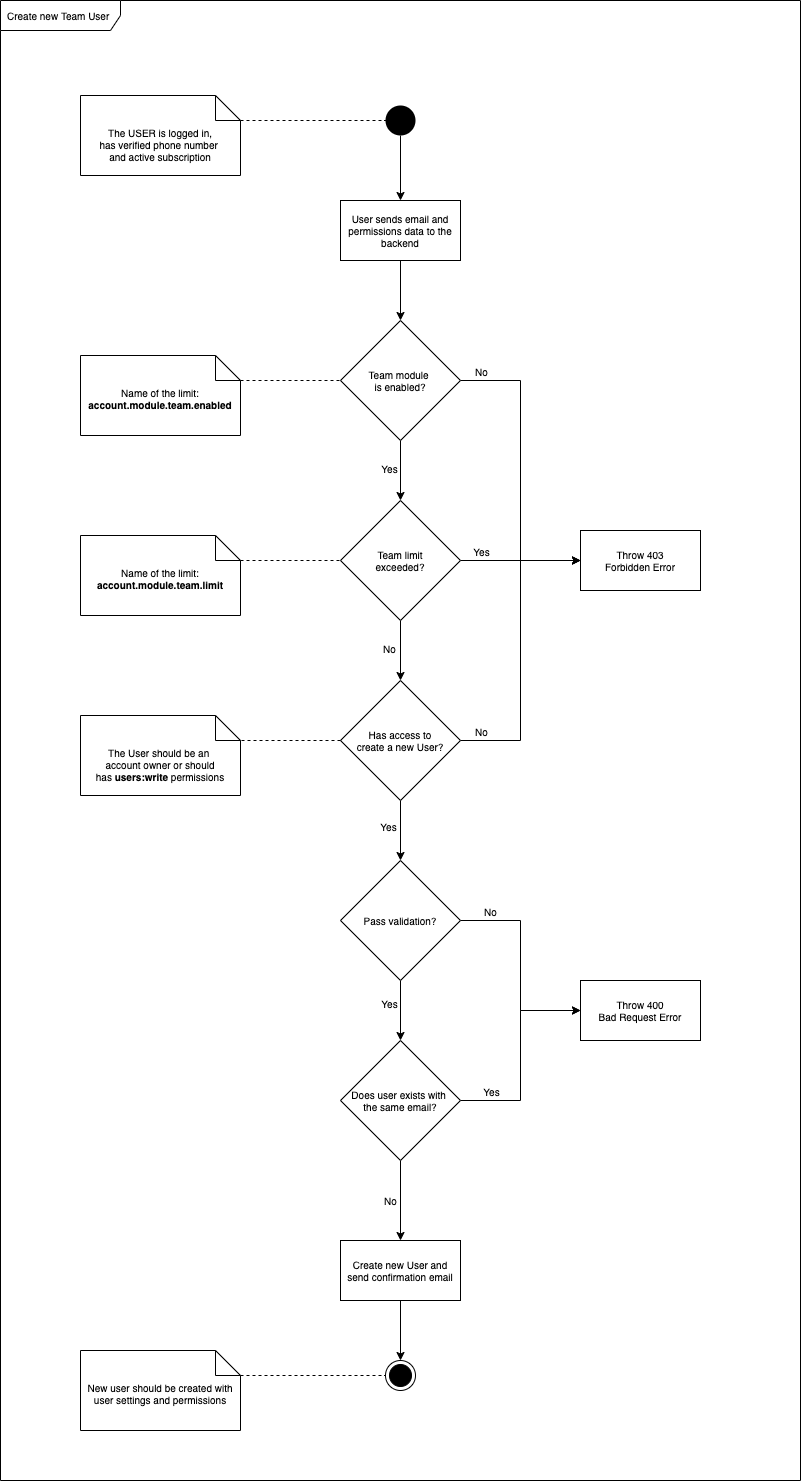 Create new Team User
The USER is logged in,
has verified phone number
and active subscription
User sends email and
permissions data to the
backend
Team module
is enabled?
No
Name of the limit:
account.module.team.enabled
Yes
Team limit
exceeded?
Yes
Throw 403
Forbidden Error
Name of the limit:
account.module.team.limit
No
Has access to
create a new User?
No
The User should be an
account owner or should
has users:write permissions
Yes
Pass validation?
No
Yes
Throw 400
Bad Request Error
Does user exists with
the same email?
Yes
No
Create new User and
send confirmation email
New user should be created with
user settings and permissions